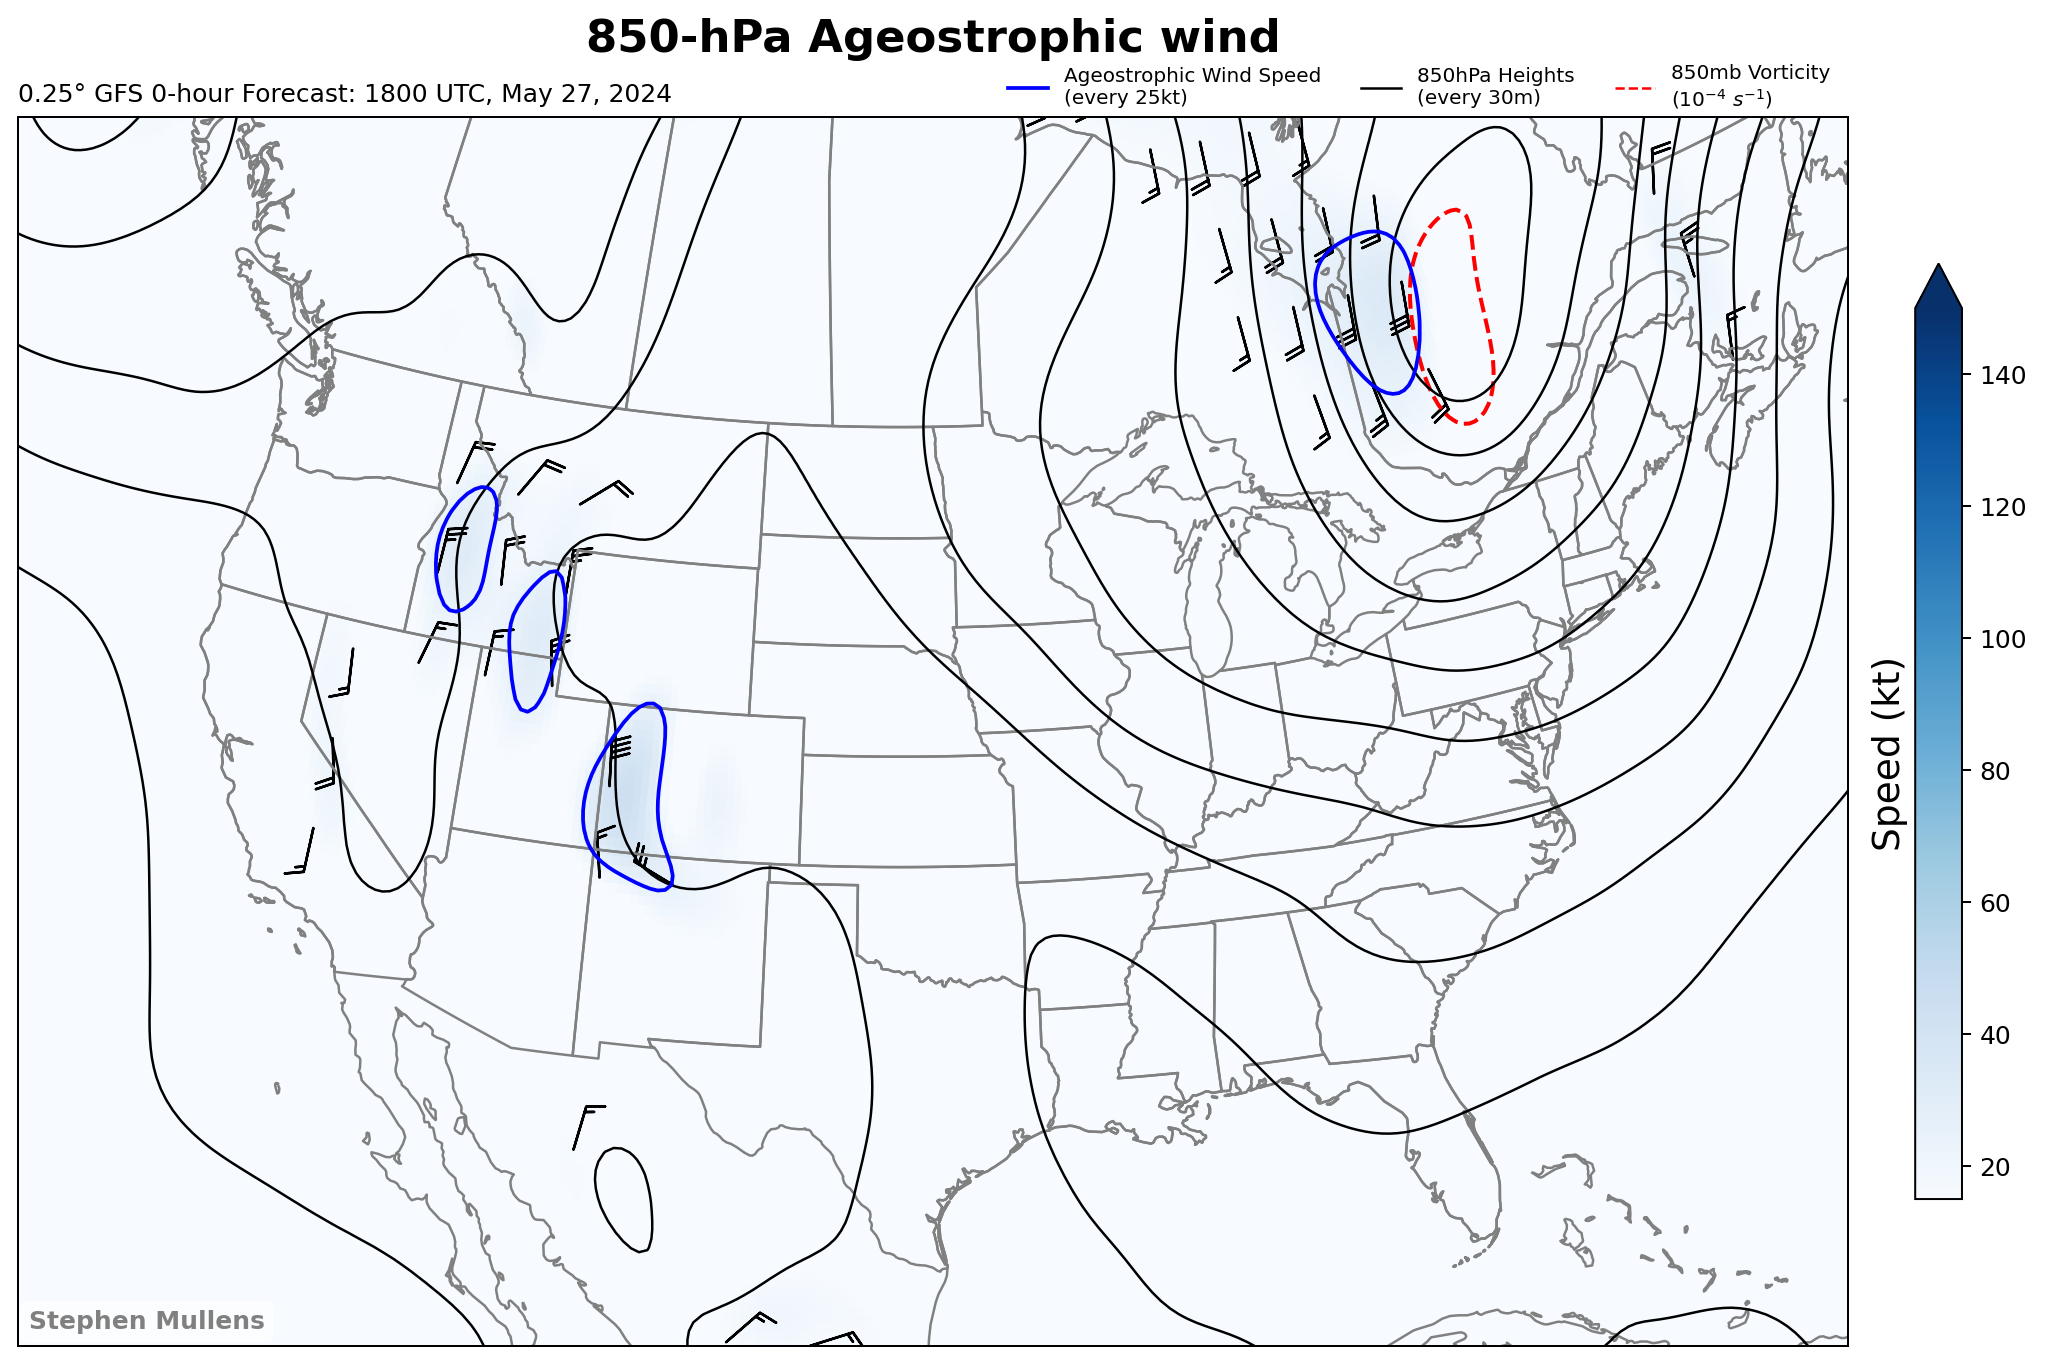 850-hPa Ageostrophic wind
0.25° GFS 0-hour Forecast: 1800 UTC, May 27, 2024
Ageostrophic Wind Speed
(every 25kt)
850hPa Heights
(every 30m)
850mb Vorticity
(10⁻⁴ s⁻¹)
140
120
100
80
60
40
20
Speed (kt)
Stephen Mullens